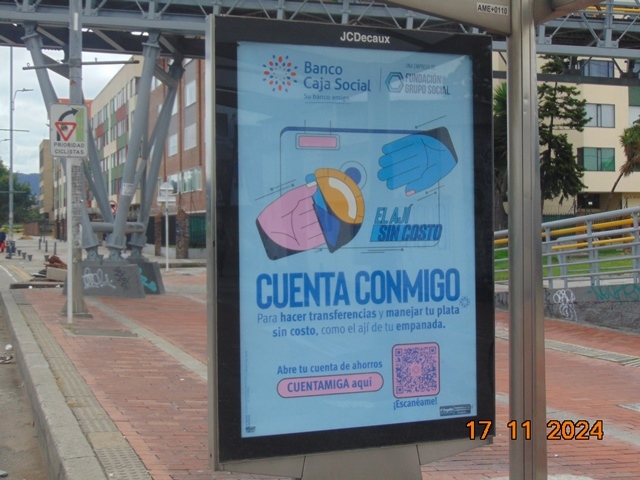 AME+0110
JCDecaux
Banco
Caja Social
Su banco amigo
UNA EMPRESA DE
FUNDACIÓN
GRUPO SOCIAL
PRIORIDAD
CICLISTAS
EL AJÍ
SIN COSTO
CUENTA CONMIGO
Para hacer transferencias y manejar tu plata
sin costo, como el ají de tu empanada.
Abre tu cuenta de ahorros
CUENTAMIGA aquí
¡Escanéame!
17 11 2024